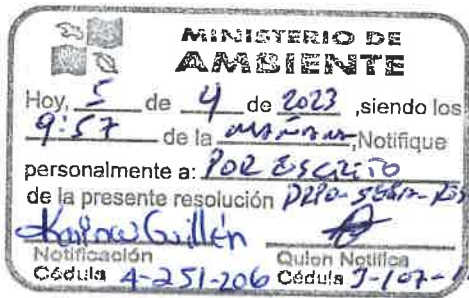 MINISTERIO DE
AMBIENTE
Hoy, 5 de 4 de 2023 ,siendo los
9:57 de la mañana,Notifique
personalmente a: POR ESCRITO
de la presente resolución
Karina Guillén
Notificación Quien Notifica
Cédula 4-251-206 Cédula